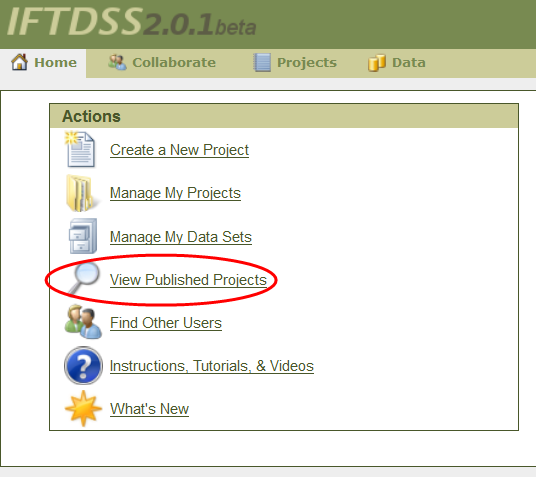 IFTDSS2.0.1beta
Home Collaborate Projects Data
Actions
Create a New Project
Manage My Projects
Manage My Data Sets
View Published Projects
Find Other Users
? Instructions, Tutorials, & Videos
What's New